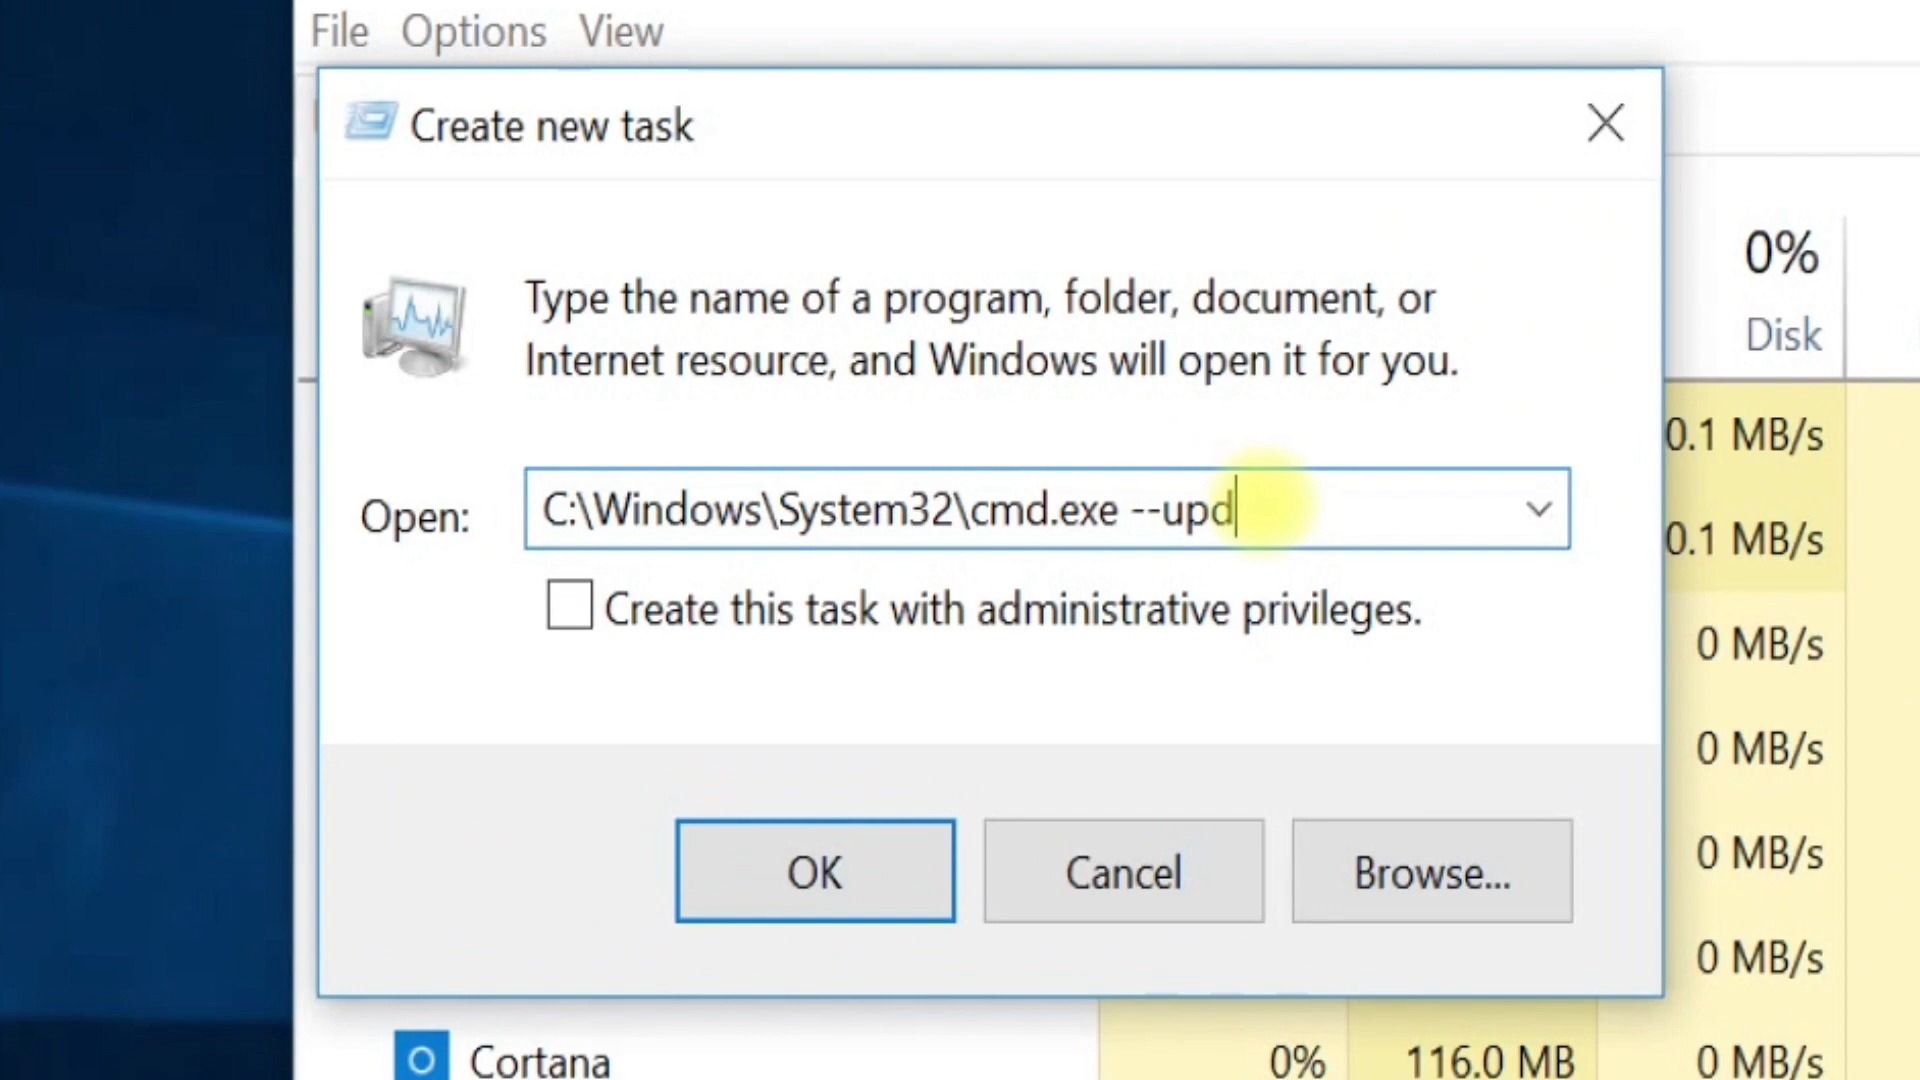 File Options View
Create new task
0%
Disk
Type the name of a program, folder, document, or
Internet resource, and Windows will open it for you.
0.1 MB/s
Open: C:\Windows\System32\cmd.exe --upd
0.1 MB/s
Create this task with administrative privileges.
0 MB/s
0 MB/s
OK Cancel Browse...
0 MB/s
0 MB/s
Cortana 0% 116.0 MB 0 MB/s